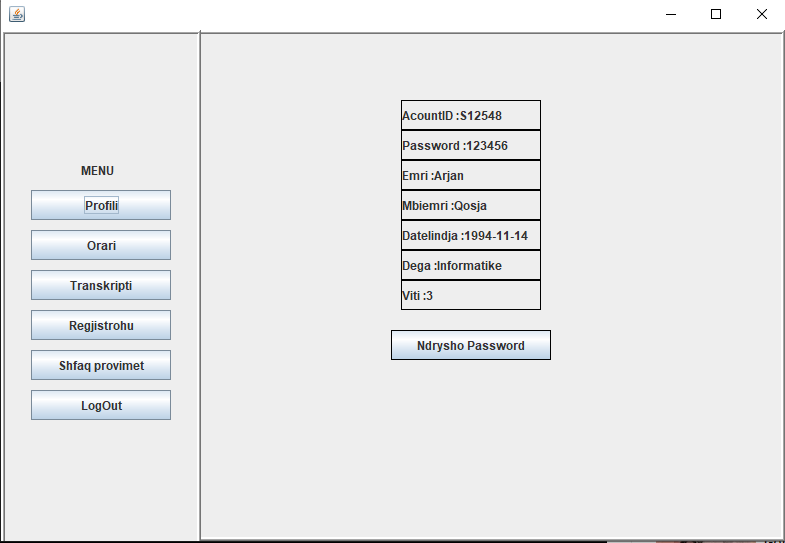 MENU
Profili
Orari
Transkripti
Regjistrohu
Shfaq provimet
LogOut
AcountID :S12548
Password :123456
Emri :Arjan
Mbiemri :Qosja
Datelindja :1994-11-14
Dega :Informatike
Viti :3
Ndrysho Password